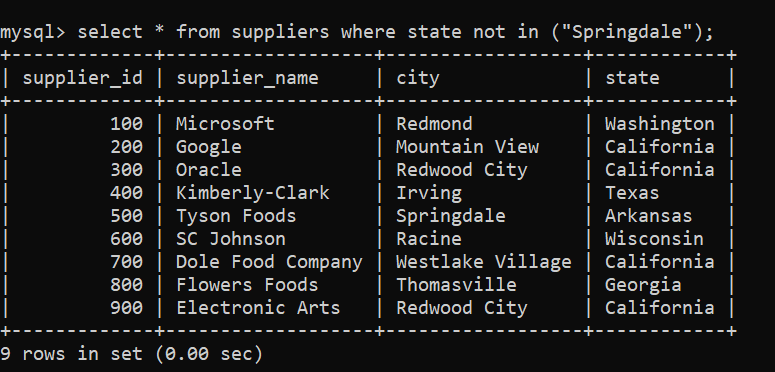 mysql> select * from suppliers where state not in ("Springdale");
+-------------+-------------------+------------------+------------+
| supplier_id | supplier_name     | city             | state      |
+-------------+-------------------+------------------+------------+
|         100 | Microsoft         | Redmond          | Washington |
|         200 | Google            | Mountain View    | California |
|         300 | Oracle            | Redwood City     | California |
|         400 | Kimberly-Clark    | Irving           | Texas      |
|         500 | Tyson Foods       | Springdale       | Arkansas   |
|         600 | SC Johnson        | Racine           | Wisconsin  |
|         700 | Dole Food Company | Westlake Village | California |
|         800 | Flowers Foods     | Thomasville      | Georgia    |
|         900 | Electronic Arts   | Redwood City     | California |
+-------------+-------------------+------------------+------------+
9 rows in set (0.00 sec)